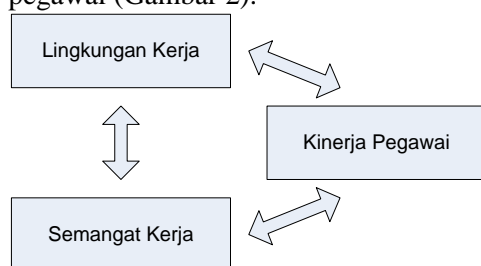 pegawai (Gambar 2).
Lingkungan Kerja
Kinerja Pegawai
Semangat Kerja